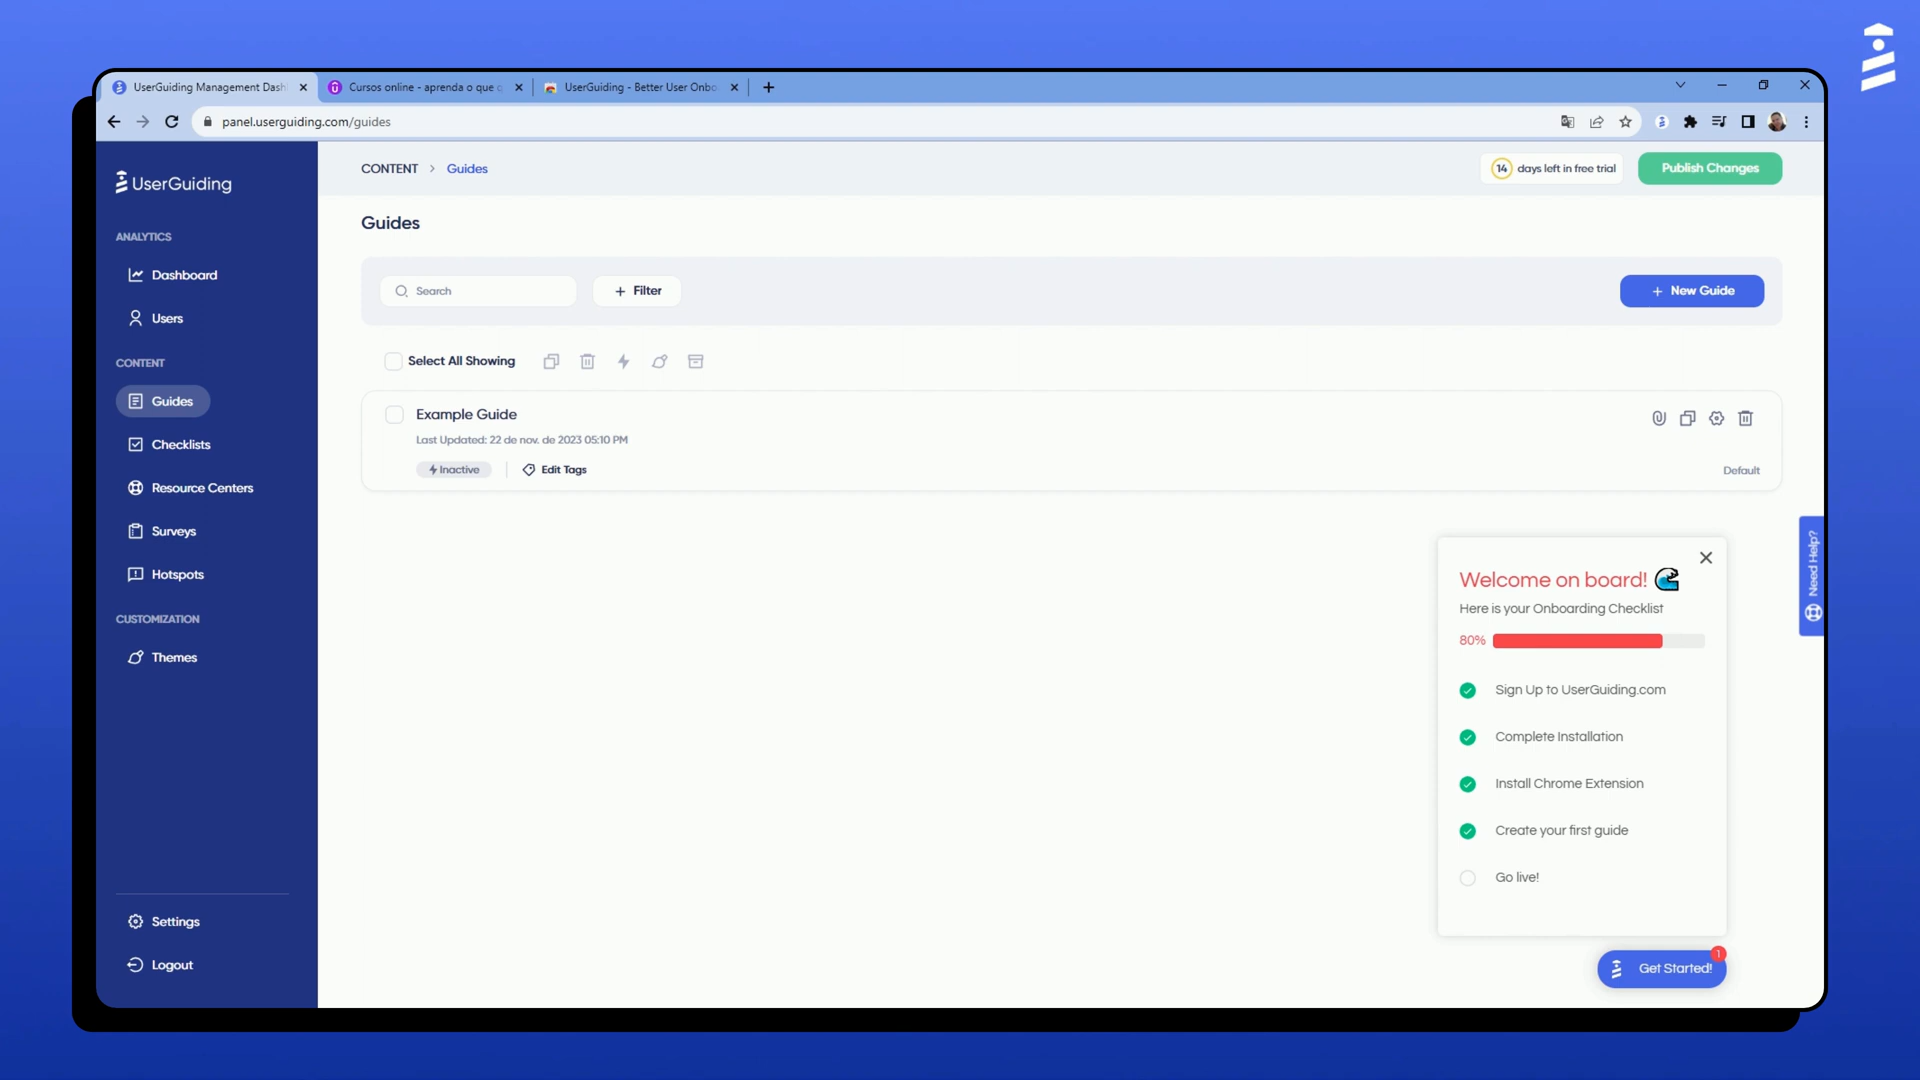 UserGuiding Management Dash
Cursos online - aprenda o que q
UserGuiding - Better User Onbo
panel.userguiding.com/guides
UserGuiding
CONTENT > Guides
14 days left in free trial
Publish Changes
Guides
ANALYTICS
Dashboard
Users
CONTENT
Guides
Checklists
Resource Centers
Surveys
Hotspots
CUSTOMIZATION
Themes
Settings
Logout
Search
+ Filter
+ New Guide
Select All Showing
Example Guide
Last Updated: 22 de nov. de 2023 05:10 PM
Inactive
Edit Tags
Default
Need Help?
Welcome on board!
Here is your Onboarding Checklist
80%
Sign Up to UserGuiding.com
Complete Installation
Install Chrome Extension
Create your first guide
Go live!
Get Started!
1